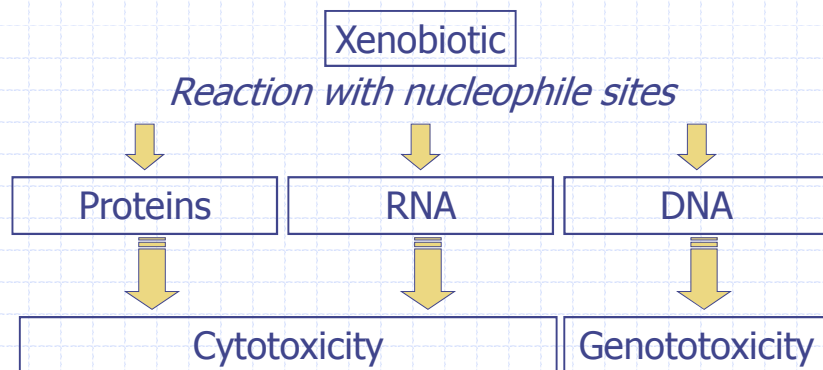 Xenobiotic
Reaction with nucleophile sites
Proteins RNA DNA
Cytotoxicity Genototoxicity